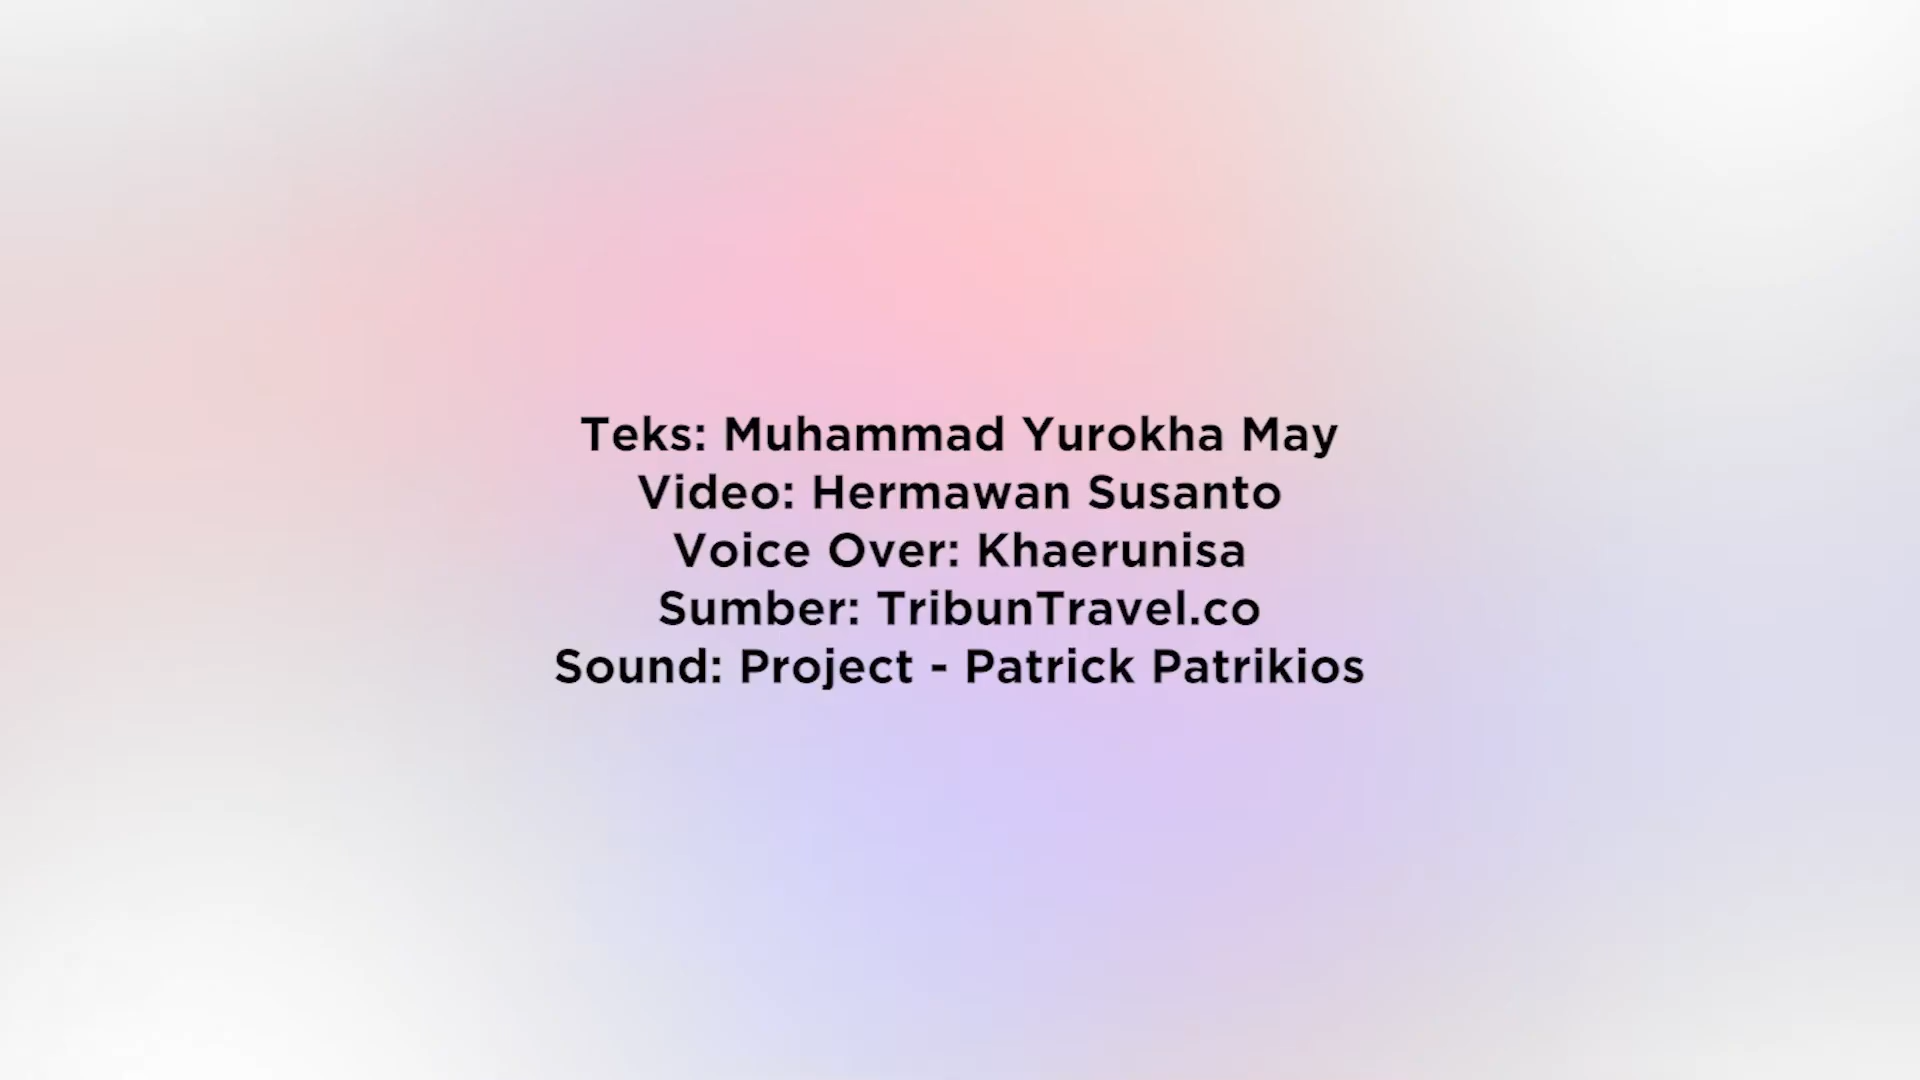 Teks: Muhammad Yurokha May
Video: Hermawan Susanto
Voice Over: Khaerunisa
Sumber: TribunTravel.co
Sound: Project - Patrick Patrikios